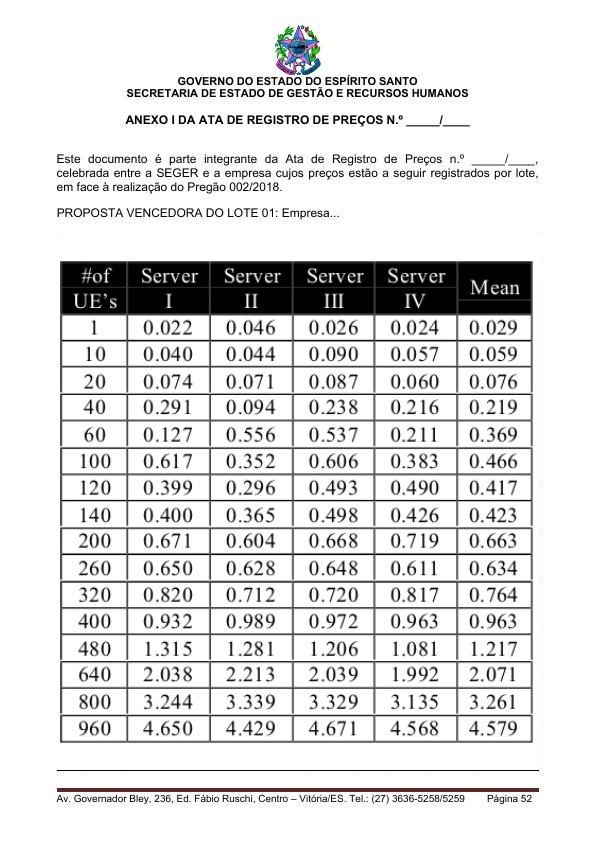 GOVERNO DO ESTADO DO ESPÍRITO SANTO
SECRETARIA DE ESTADO DE GESTÃO E RECURSOS HUMANOS
ANEXO I DA ATA DE REGISTRO DE PREÇOS N.º _____/____
Este documento é parte integrante da Ata de Registro de Preços n.º _____/____,
celebrada entre a SEGER e a empresa cujos preços estão a seguir registrados por lote,
em face à realização do Pregão 002/2018.
PROPOSTA VENCEDORA DO LOTE 01: Empresa...
#of UE's Server I Server II Server III Server IV Mean
1 0.022 0.046 0.026 0.024 0.029
10 0.040 0.044 0.090 0.057 0.059
20 0.074 0.071 0.087 0.060 0.076
40 0.291 0.094 0.238 0.216 0.219
60 0.127 0.556 0.537 0.211 0.369
100 0.617 0.352 0.606 0.383 0.466
120 0.399 0.296 0.493 0.490 0.417
140 0.400 0.365 0.498 0.426 0.423
200 0.671 0.604 0.668 0.719 0.663
260 0.650 0.628 0.648 0.611 0.634
320 0.820 0.712 0.720 0.817 0.764
400 0.932 0.989 0.972 0.963 0.963
480 1.315 1.281 1.206 1.081 1.217
640 2.038 2.213 2.039 1.992 2.071
800 3.244 3.339 3.329 3.135 3.261
960 4.650 4.429 4.671 4.568 4.579
Av. Governador Bley, 236, Ed. Fábio Ruschi, Centro – Vitória/ES. Tel.: (27) 3636-5258/5259 Página 52